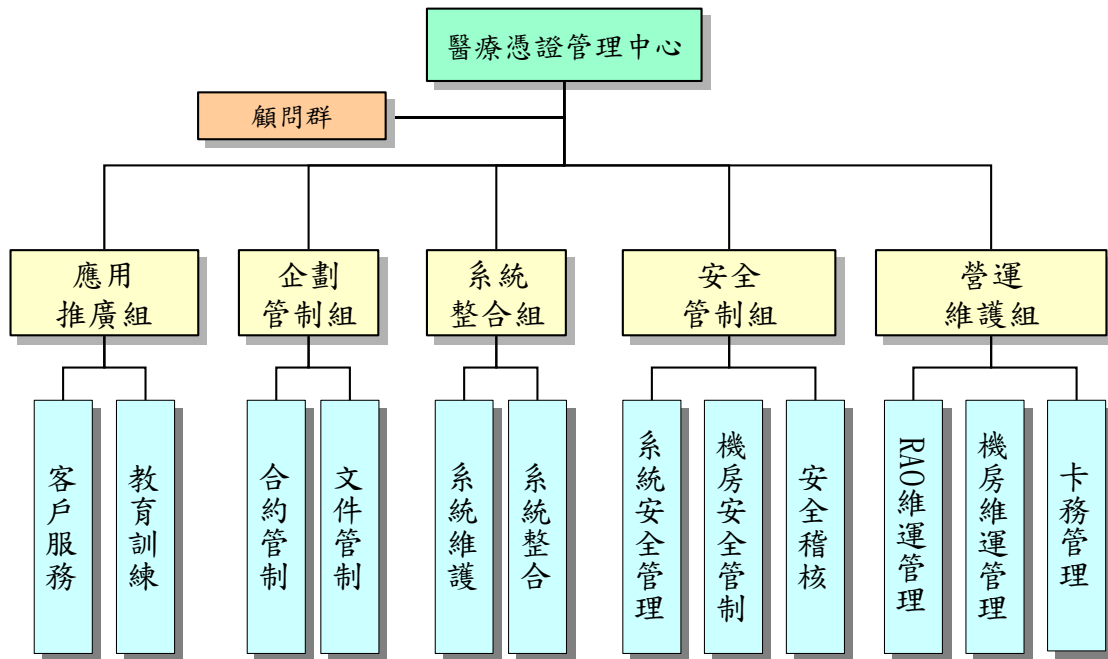 醫療憑證管理中心
顧問群
應用
推廣組
企劃
管制組
系統
整合組
安全
管制組
營運
維護組
客戶服務
教育訓練
合約管制
文件管制
系統維護
系統整合
系統安全管理
機房安全管制
安全稽核
RAO維運管理
機房維運管理
卡務管理